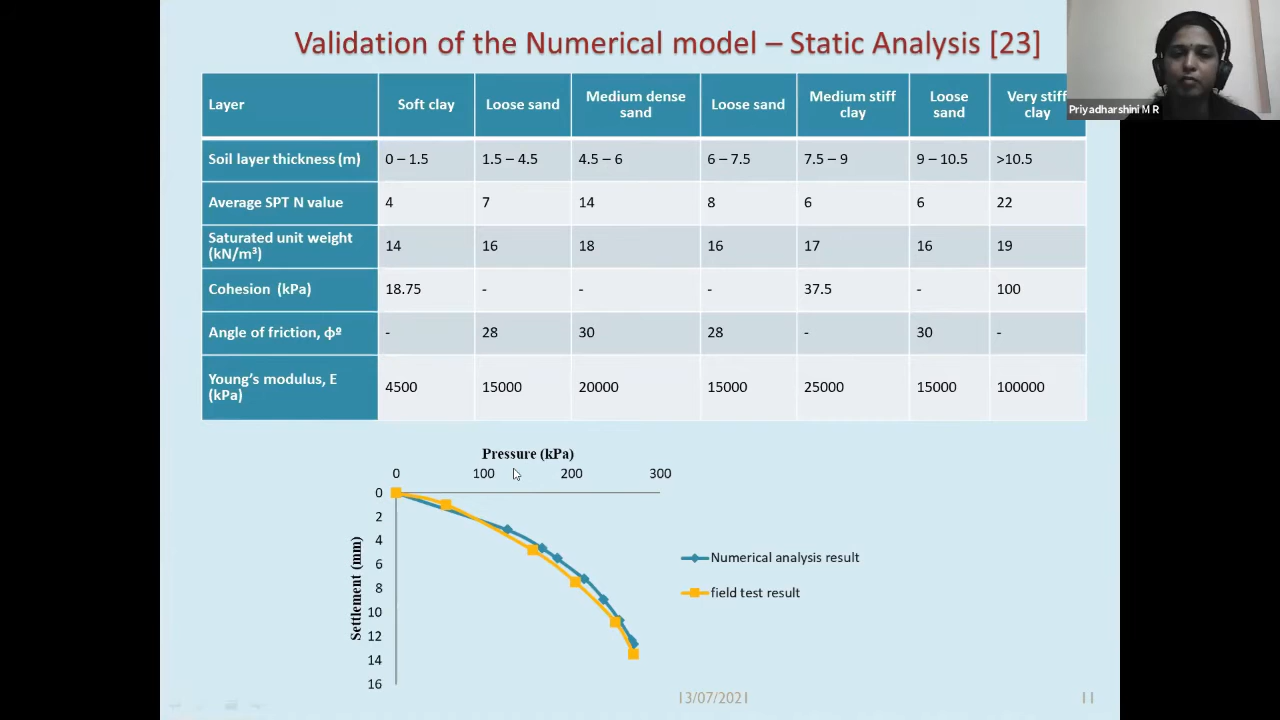 Validation of the Numerical model – Static Analysis [23]
Priyadharshini M R
Layer Soft clay Loose sand Medium dense sand Loose sand Medium stiff clay Loose sand Very stiff clay
Soil layer thickness (m) 0 – 1.5 1.5 – 4.5 4.5 – 6 6 – 7.5 7.5 – 9 9 – 10.5 >10.5
Average SPT N value 4 7 14 8 6 6 22
Saturated unit weight (kN/m³) 14 16 18 16 17 16 19
Cohesion (kPa) 18.75 - - - 37.5 - 100
Angle of friction, ϕº - 28 30 28 - 30 -
Young's modulus, E (kPa) 4500 15000 20000 15000 25000 15000 100000
Pressure (kPa)
0 100 200 300
Settlement (mm)
0
2
4
6
8
10
12
14
16
Numerical analysis result
field test result
13/07/2021
11